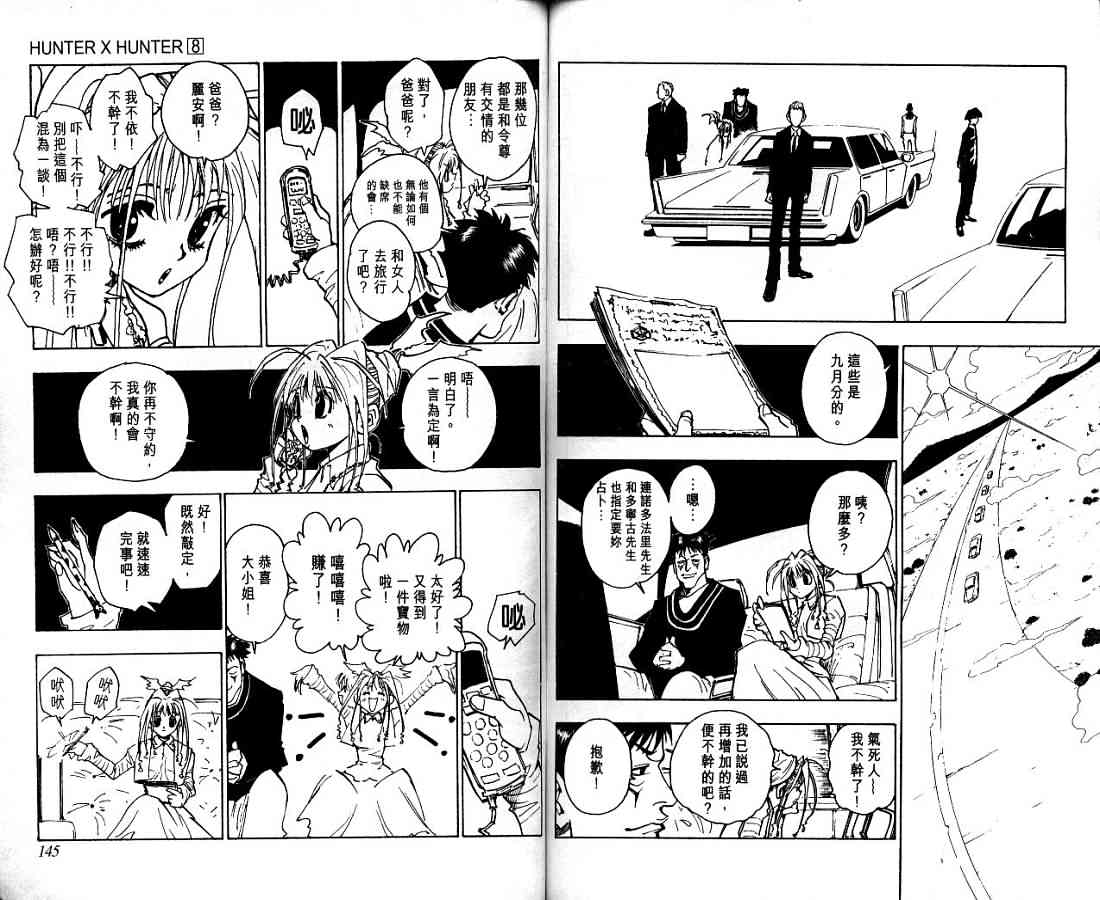 HUNTER X HUNTER 8
這些是
九月分的。
咦？
那麼多？
…嗯…
連諾多法里先生
和多寧古先生
也指定要妳
占卜…
氣死人～
我不幹了！
我已說過
再增加的話，
便不幹的吧？
抱歉！
那幾位
都是和令尊
有交情的
朋友…
對了，
爸爸呢？
他有個
無論如何
也不能
缺席
的會…
和女人
去旅行
了吧？
咇
爸爸？
麗安啊！
我不依！
不幹了！
吓～不行！
別把這個
混為一談！
不行!!
不行!!不行!!
唔？唔～
怎辦好呢？
唔～
明白了。
一言為定啊！
你再不守約，
我真的會
不幹啊！
咇
太好了！
又得到
一件寶物
啦！
嘻嘻嘻！
賺了！
恭喜
大小姐！
好！
既然敲定，
就速速
完事吧！
吠吠
吠吠
145